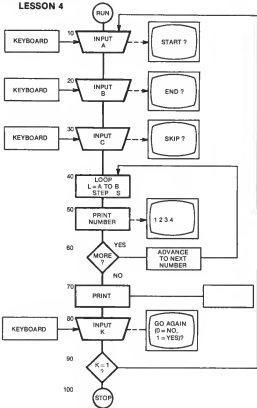 LESSON 4
RUN
10
KEYBOARD
INPUT
A
START ?
20
KEYBOARD
INPUT
B
END ?
30
KEYBOARD
INPUT
C
SKIP ?
40
LOOP
L = A TO B
STEP S
50
PRINT
NUMBER
1 2 3 4
60
MORE
?
YES
ADVANCE
TO NEXT
NUMBER
NO
70
PRINT
80
KEYBOARD
INPUT
K
GO AGAIN
(0 = NO,
1 = YES)?
90
K = 1
?
100
STOP